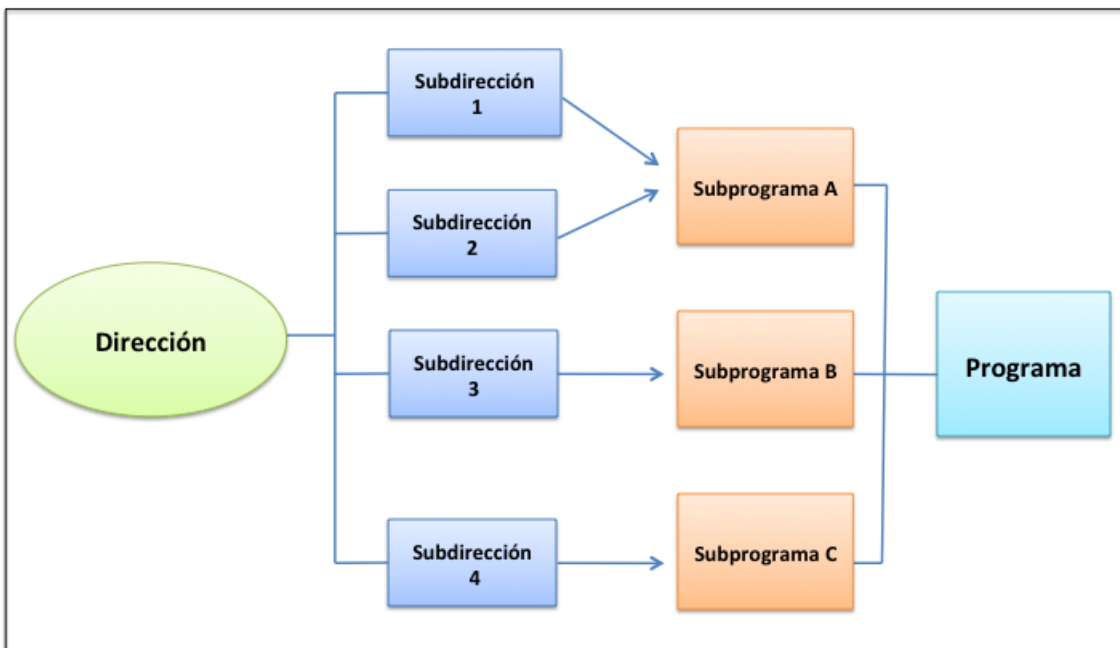 Subdirección
1
Subdirección
2
Subdirección
3
Subdirección
4
Dirección
Subprograma A
Subprograma B
Subprograma C
Programa